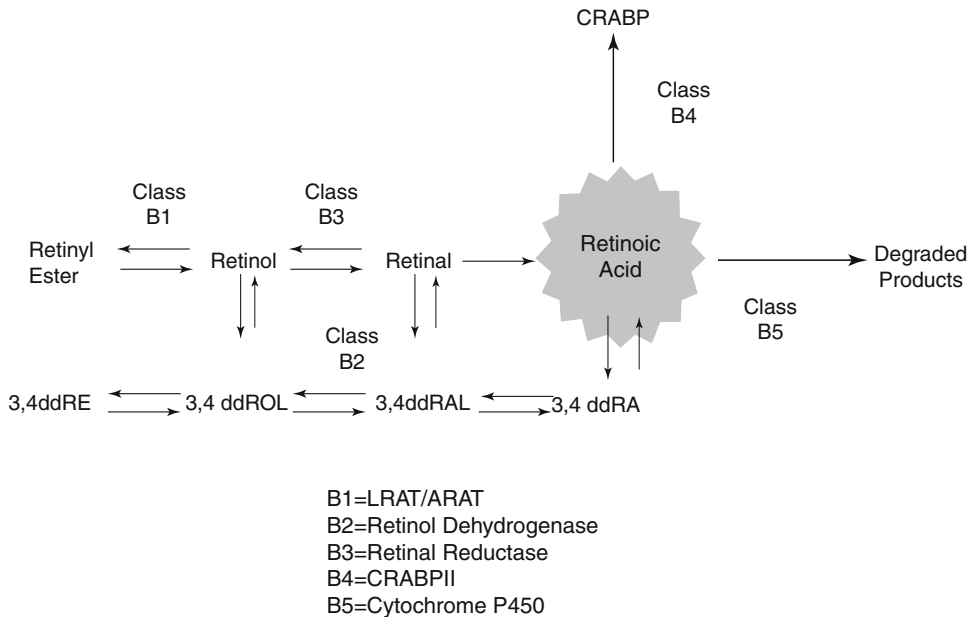 CRABP
Class
B4
Class
B1
Class
B3
Retinyl
Ester
Retinol
Retinal
Retinoic
Acid
Degraded
Products
Class
B5
Class
B2
3,4ddRE
3,4 ddROL
3,4ddRAL
3,4 ddRA
B1=LRAT/ARAT
B2=Retinol Dehydrogenase
B3=Retinal Reductase
B4=CRABPII
B5=Cytochrome P450